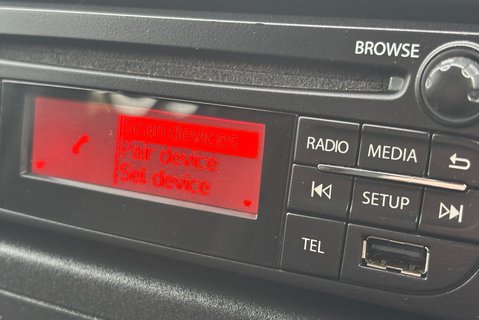 BROWSE
Scan devices
Pair device
Sel device
RADIO
MEDIA
SETUP
TEL